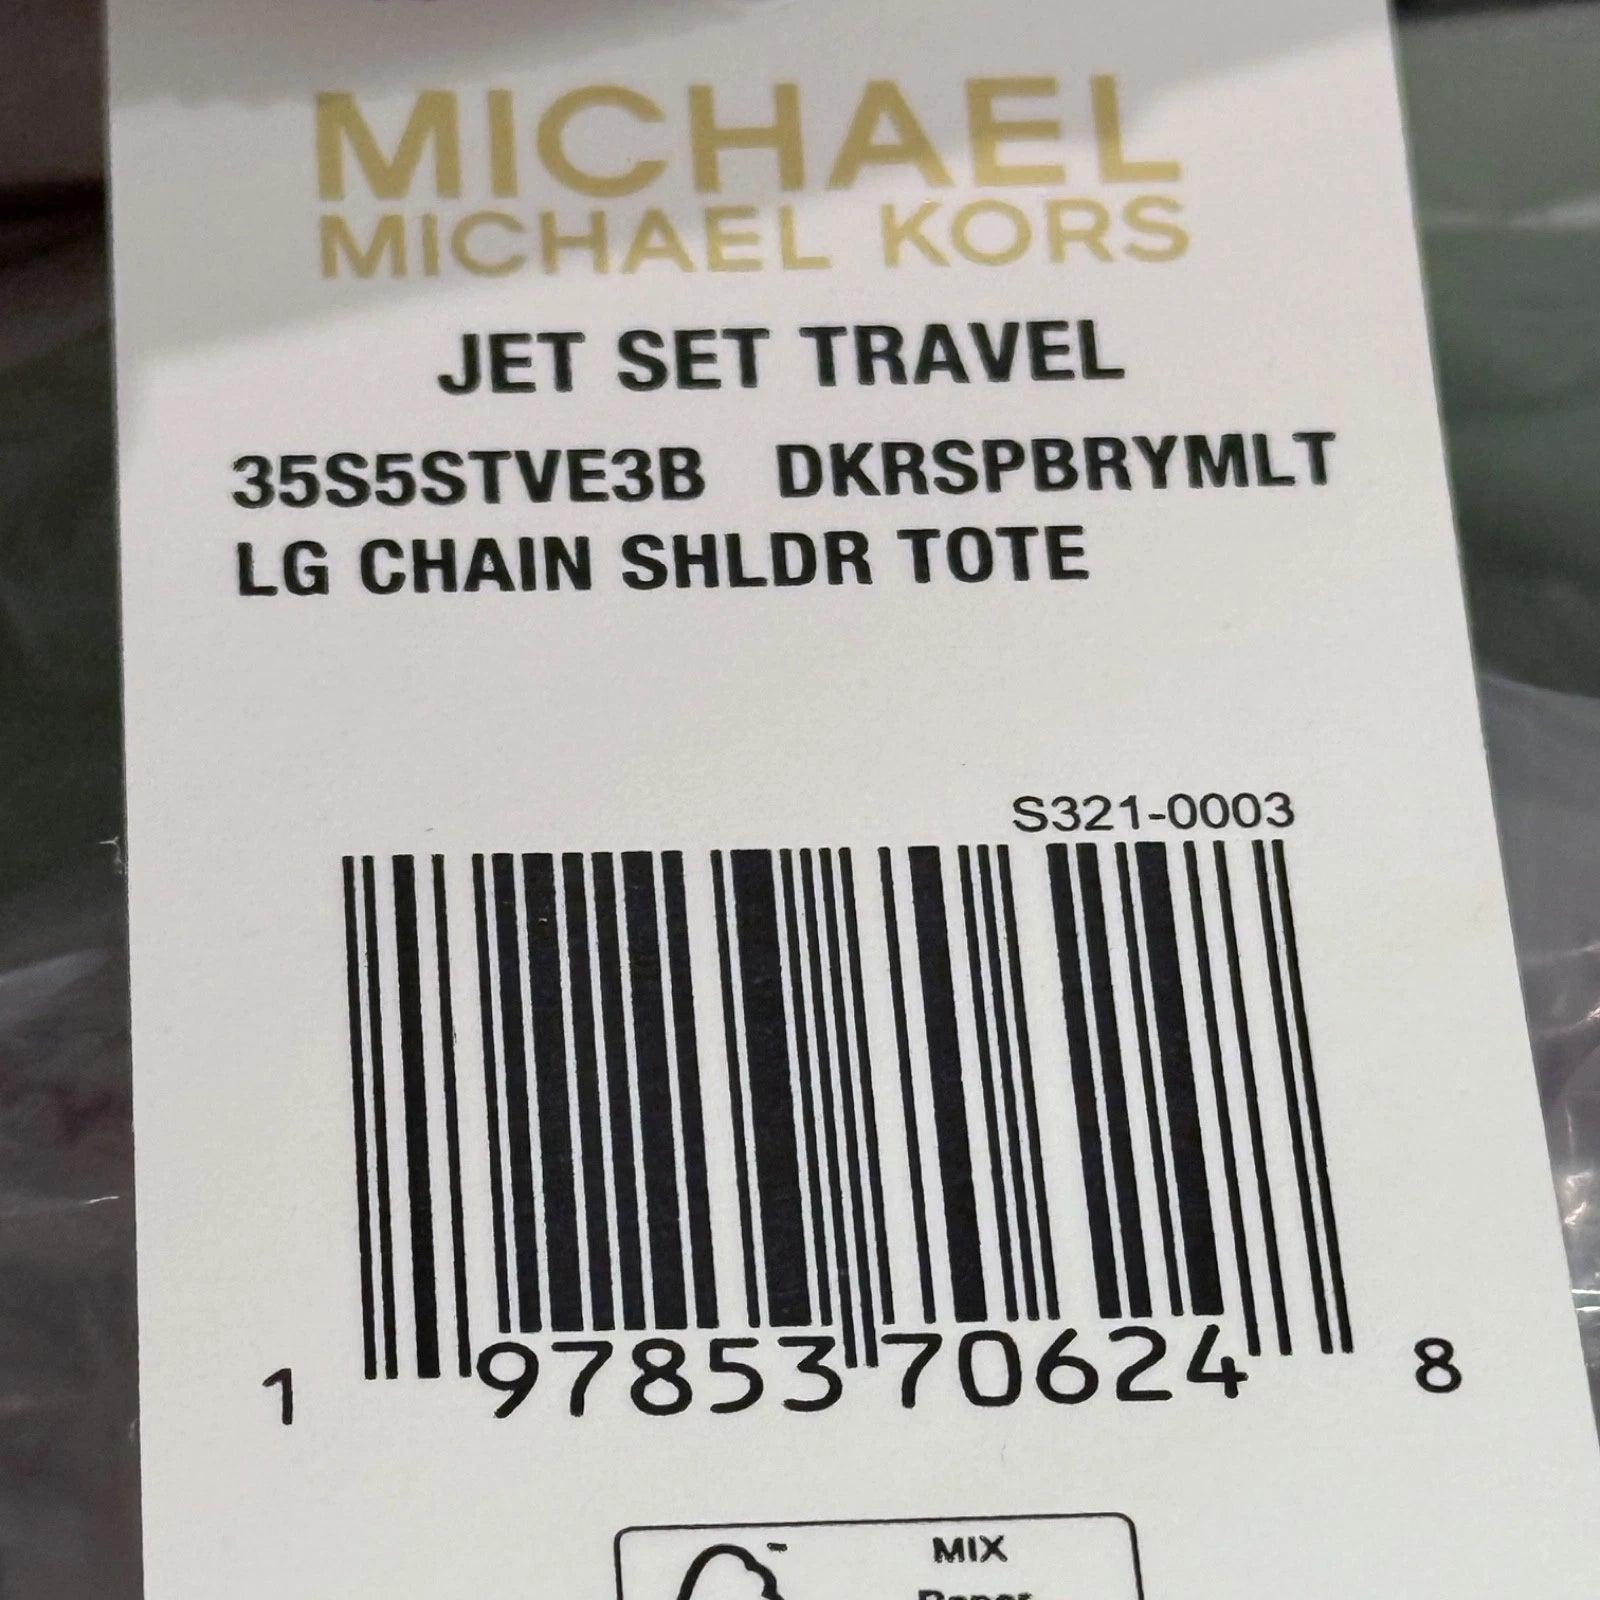 MICHAEL
MICHAEL KORS
JET SET TRAVEL
35S5STVE3B DKRSPBRYMLT
LG CHAIN SHLDR TOTE
S321-0003
1 97853 70624 8
MIX
Paper